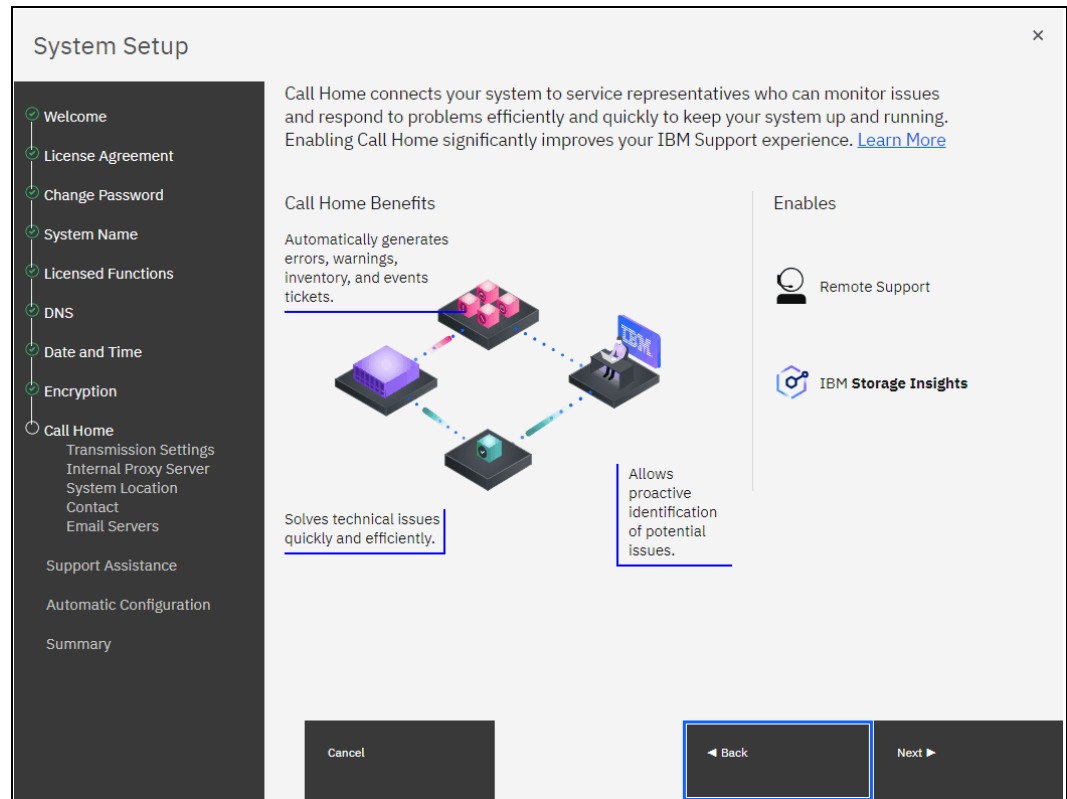 System Setup
×
Welcome
License Agreement
Change Password
System Name
Licensed Functions
DNS
Date and Time
Encryption
Call Home
Transmission Settings
Internal Proxy Server
System Location
Contact
Email Servers
Support Assistance
Automatic Configuration
Summary
Call Home connects your system to service representatives who can monitor issues
and respond to problems efficiently and quickly to keep your system up and running.
Enabling Call Home significantly improves your IBM Support experience. Learn More
Call Home Benefits
Automatically generates
errors, warnings,
inventory, and events
tickets.
IBM
Solves technical issues
quickly and efficiently.
Allows
proactive
identification
of potential
issues.
Enables
Remote Support
IBM Storage Insights
Cancel
◄ Back
Next ►